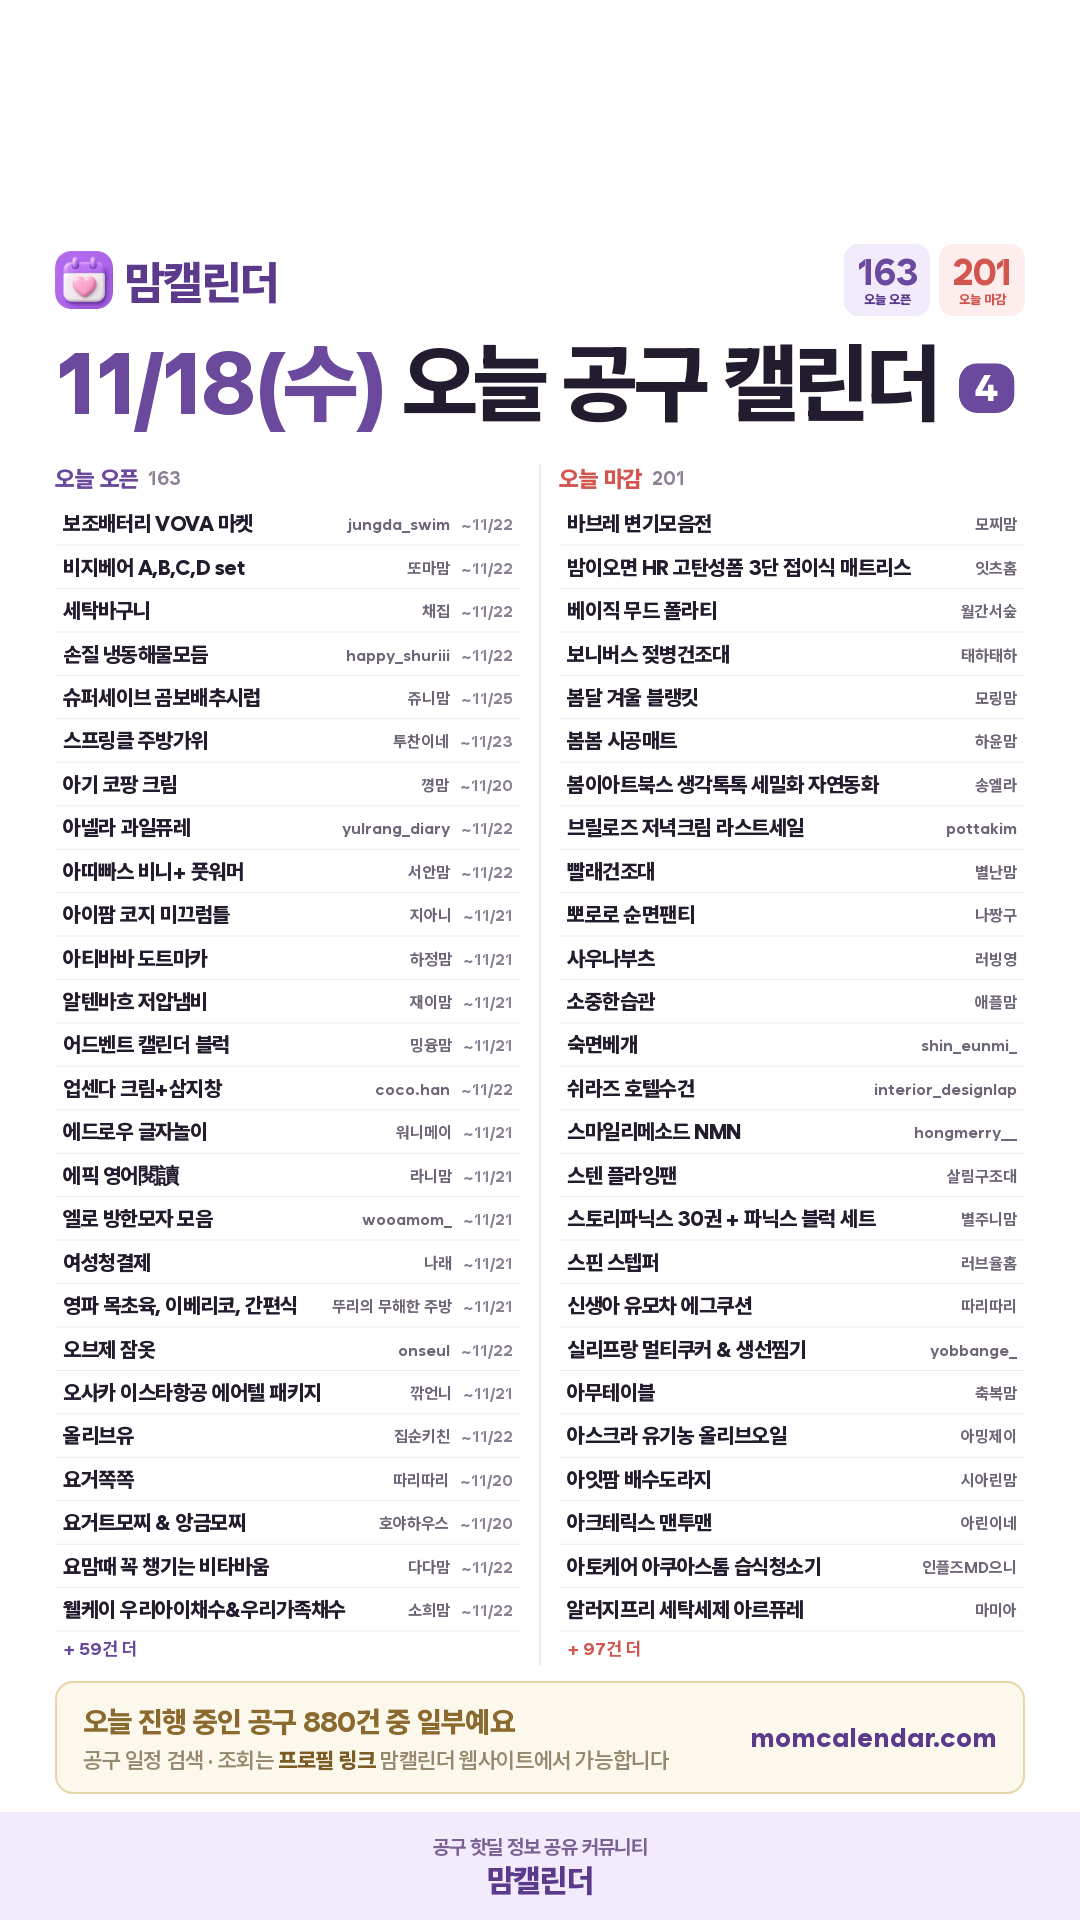 맘캘린더
163
오늘 오픈
201
오늘 마감
11/18(수) 오늘 공구 캘린더 4
오늘 오픈 163
보조배터리 VOVA 마켓 jungda_swim ~11/22
비지베어 A,B,C,D set 또마맘 ~11/22
세탁바구니 채집 ~11/22
손질 냉동해물모듬 happy_shuriii ~11/22
슈퍼세이브 곰보배추시럽 쥬니맘 ~11/25
스프링클 주방가위 투찬이네 ~11/23
아기 코팡 크림 경맘 ~11/20
아넬라 과일퓨레 yulrang_diary ~11/22
아띠빠스 비니+ 풋워머 서안맘 ~11/22
아이팜 코지 미끄럼틀 지아니 ~11/21
아티바바 도트마카 하정맘 ~11/21
알텐바흐 저압냄비 재이맘 ~11/21
어드벤트 캘린더 블럭 밍융맘 ~11/21
업센다 크림+삼지창 coco.han ~11/22
에드로우 글자놀이 워니메이 ~11/21
에픽 영어閱讀 라니맘 ~11/21
엘로 방한모자 모음 wooamom_ ~11/21
여성청결제 나래 ~11/21
영파 목초육, 이베리코, 간편식 뚜리의 무해한 주방 ~11/21
오브제 잠옷 onseul ~11/22
오사카 이스타항공 에어텔 패키지 깎언니 ~11/21
올리브유 집순키친 ~11/22
요거쪽쪽 따리따리 ~11/20
요거트모찌 & 앙금모찌 호야하우스 ~11/20
요맘때 꼭 챙기는 비타바움 다다맘 ~11/22
웰케이 우리아이채수&우리가족채수 소희맘 ~11/22
+ 59건 더
오늘 마감 201
바브레 변기모음전 모찌맘
밤이오면 HR 고탄성폼 3단 접이식 매트리스 잇츠홈
베이직 무드 폴라티 월간서숲
보니버스 젖병건조대 태하태하
봄달 겨울 블랭킷 모링맘
봄봄 시공매트 하윤맘
봄이아트북스 생각톡톡 세밀화 자연동화 송엘라
브릴로즈 저녁크림 라스트세일 pottakim
빨래건조대 별난맘
뽀로로 순면팬티 나짱구
사우나부츠 러빙영
소중한습관 애플맘
숙면베개 shin_eunmi_
쉬라즈 호텔수건 interior_designlap
스마일리메소드 NMN hongmerry__
스텐 플라잉팬 살림구조대
스토리파닉스 30권 + 파닉스 블럭 세트 별주니맘
스핀 스텝퍼 러브율홈
신생아 유모차 에그쿠션 따리따리
실리프랑 멀티쿠커 & 생선찜기 yobbange_
아무테이블 축복맘
아스크라 유기농 올리브오일 아밍제이
아잇팜 배수도라지 시아린맘
아크테릭스 맨투맨 아린이네
아토케어 아쿠아스톰 습식청소기 인플즈MD으니
알러지프리 세탁세제 아르퓨레 마미아
+ 97건 더
오늘 진행 중인 공구 880건 중 일부예요
공구 일정 검색 · 조회는 프로필 링크 맘캘린더 웹사이트에서 가능합니다
momcalendar.com
공구 핫딜 정보 공유 커뮤니티
맘캘린더